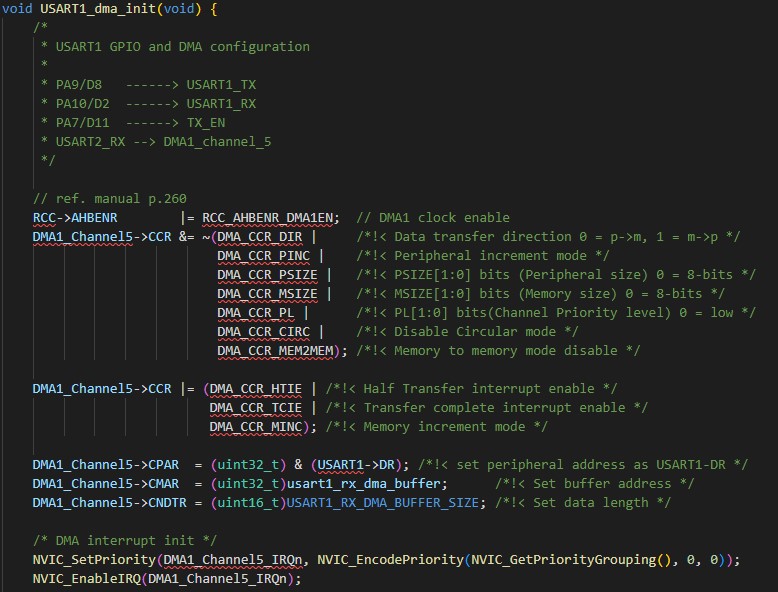 void USART1_dma_init(void) {
/*
* USART1 GPIO and DMA configuration
*
* PA9/D8 ------> USART1_TX
* PA10/D2 ------> USART1_RX
* PA7/D11 ------> TX_EN
* USART2_RX --> DMA1_channel_5
*/
// ref. manual p.260
RCC->AHBENR |= RCC_AHBENR_DMA1EN; // DMA1 clock enable
DMA1_Channel5->CCR &= ~(DMA_CCR_DIR | /*!< Data transfer direction 0 = p->m, 1 = m->p */
DMA_CCR_PINC | /*!< Peripheral increment mode */
DMA_CCR_PSIZE | /*!< PSIZE[1:0] bits (Peripheral size) 0 = 8-bits */
DMA_CCR_MSIZE | /*!< MSIZE[1:0] bits (Memory size) 0 = 8-bits */
DMA_CCR_PL | /*!< PL[1:0] bits(Channel Priority level) 0 = low */
DMA_CCR_CIRC | /*!< Disable Circular mode */
DMA_CCR_MEM2MEM); /*!< Memory to memory mode disable */
DMA1_Channel5->CCR |= (DMA_CCR_HTIE | /*!< Half Transfer interrupt enable */
DMA_CCR_TCIE | /*!< Transfer complete interrupt enable */
DMA_CCR_MINC); /*!< Memory increment mode */
DMA1_Channel5->CPAR = (uint32_t) & (USART1->DR); /*!< set peripheral address as USART1-DR */
DMA1_Channel5->CMAR = (uint32_t)usart1_rx_dma_buffer; /*!< Set buffer address */
DMA1_Channel5->CNDTR = (uint16_t)USART1_RX_DMA_BUFFER_SIZE; /*!< Set data length */
/* DMA interrupt init */
NVIC_SetPriority(DMA1_Channel5_IRQn, NVIC_EncodePriority(NVIC_GetPriorityGrouping(), 0, 0));
NVIC_EnableIRQ(DMA1_Channel5_IRQn);